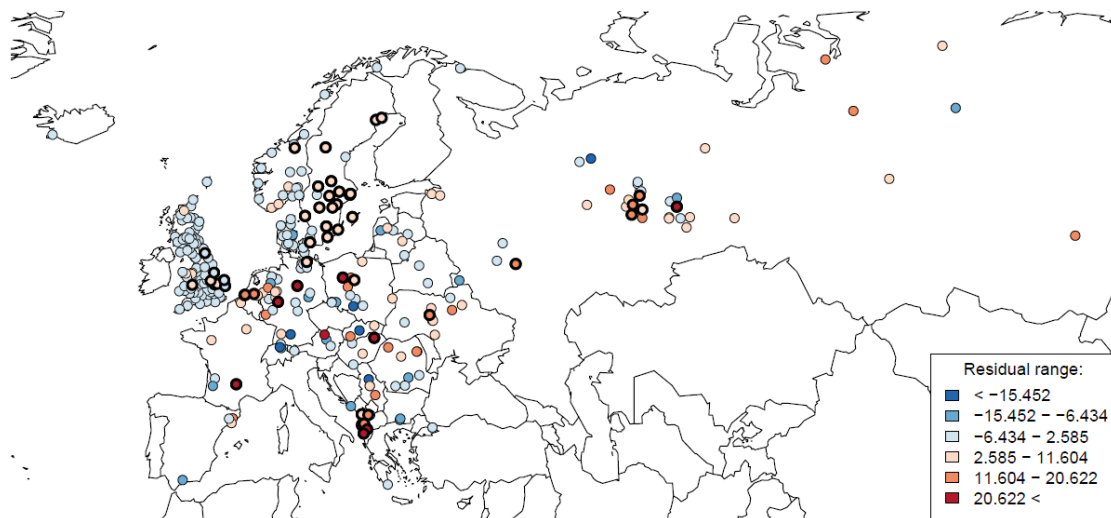 Residual range:
< −15.452
−15.452 − −6.434
−6.434 − 2.585
2.585 − 11.604
11.604 − 20.622
20.622 <